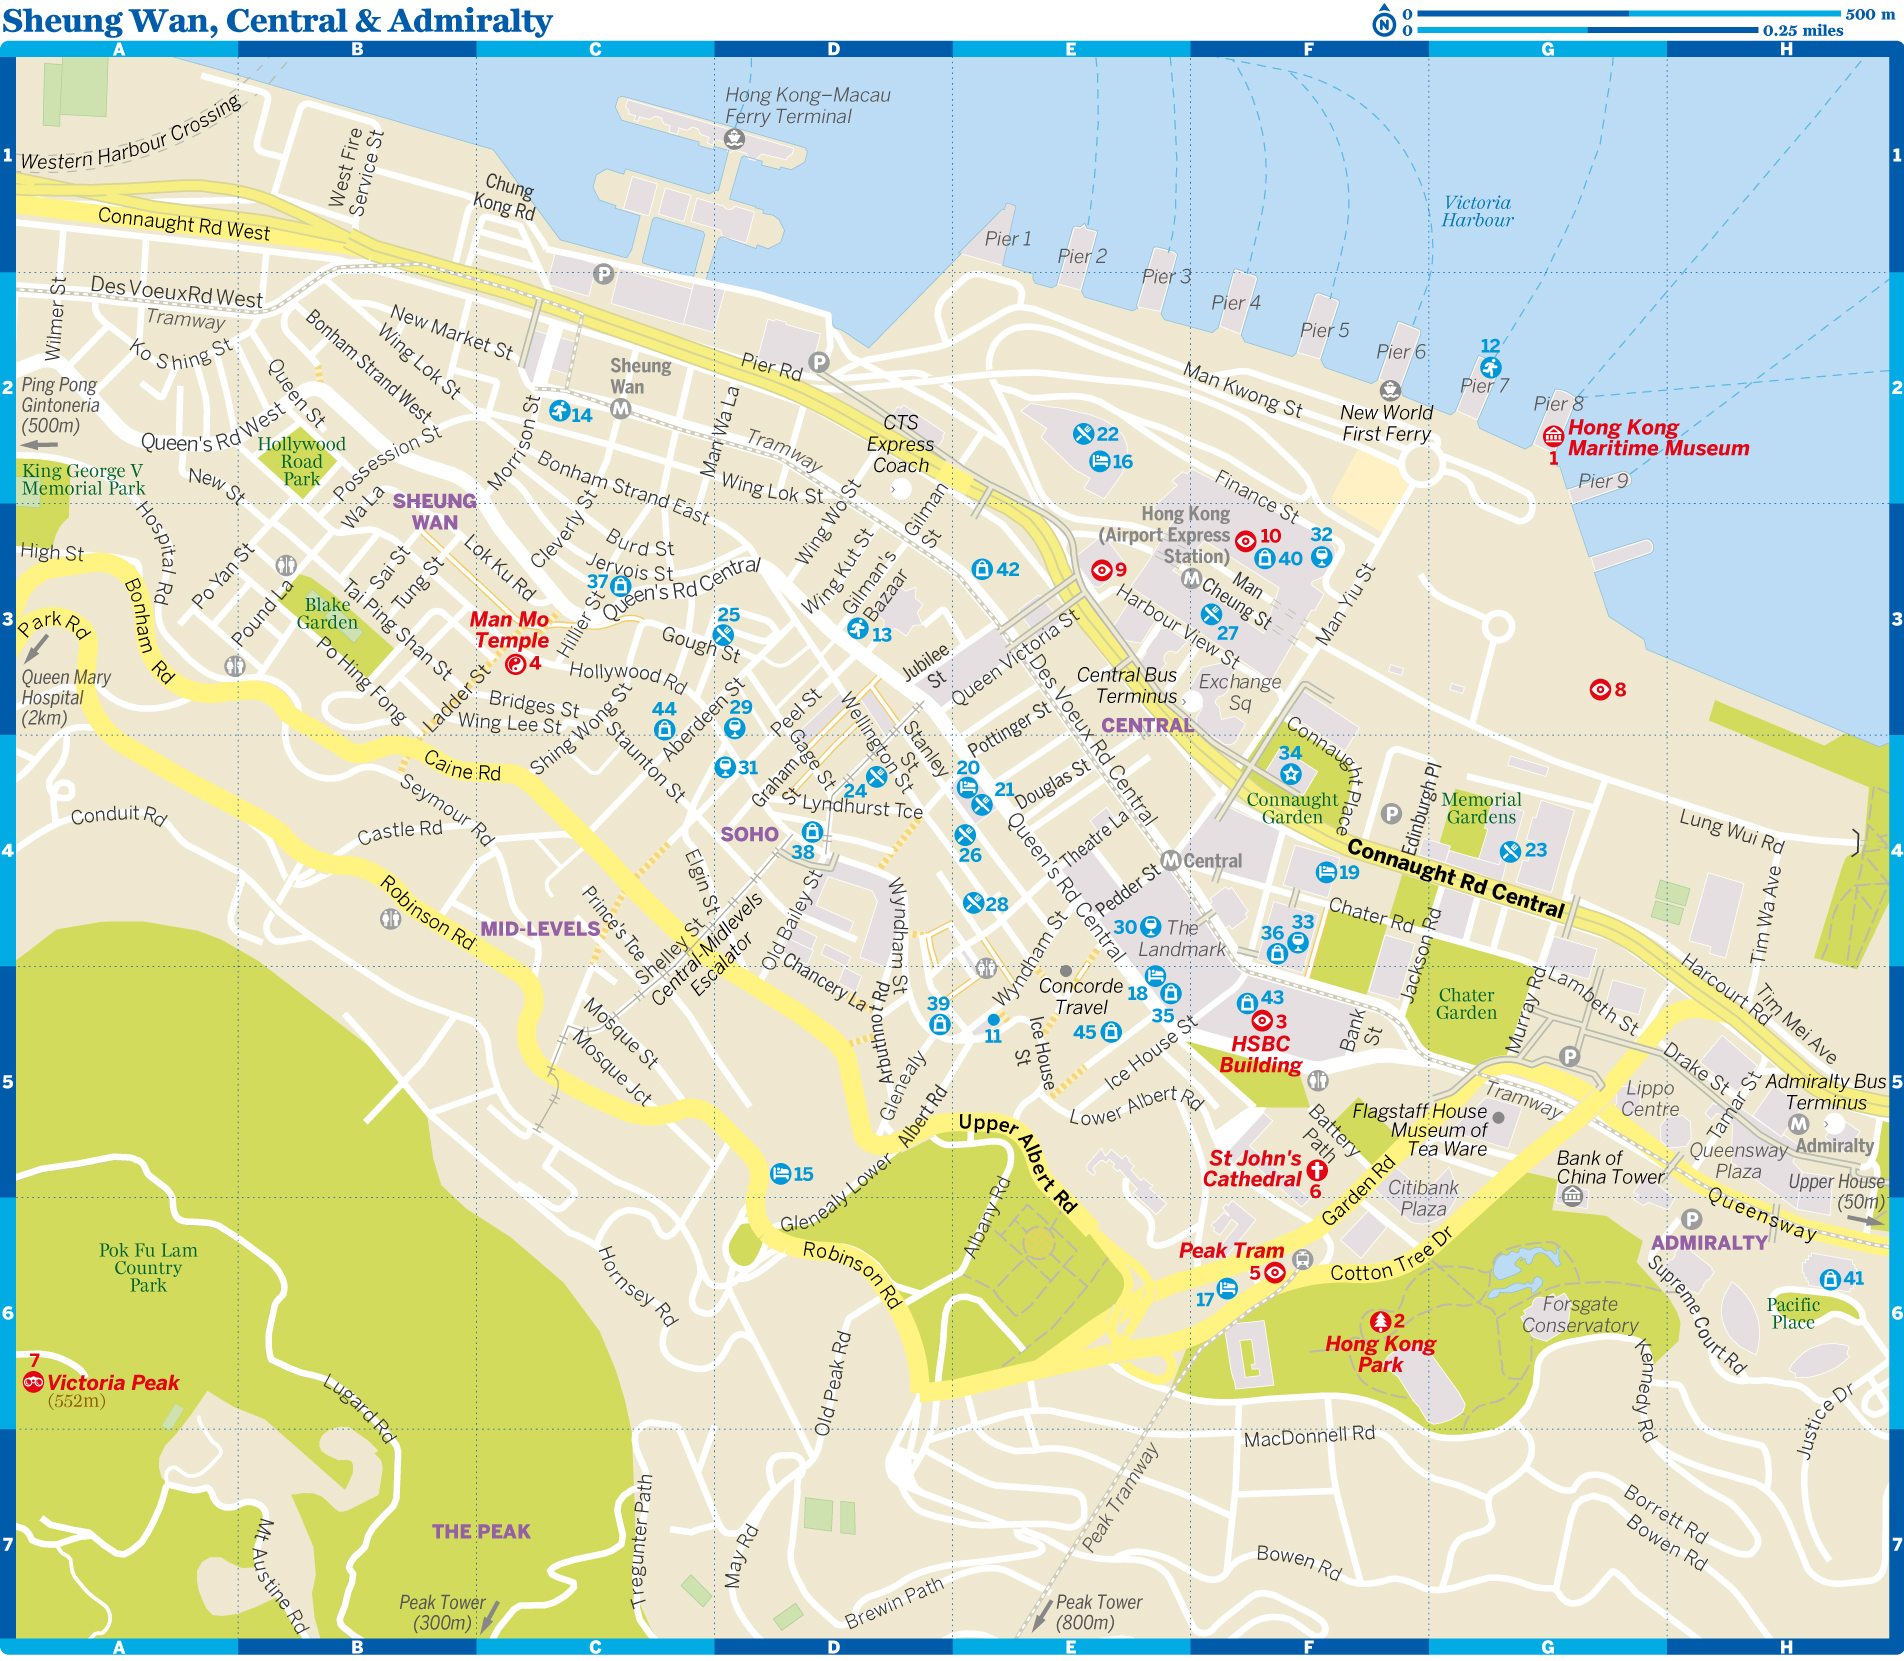 Sheung Wan, Central & Admiralty
N
0
500 m
0
0.25 miles
A
B
C
D
E
F
G
H
1
1
Western Harbour Crossing
West Fire
Service St
Chung
Kong Rd
Hong Kong–Macau
Ferry Terminal
Victoria
Harbour
Connaught Rd West
Pier 1
Pier 2
Pier 3
Pier 4
Pier 5
Pier 6
Pier 7
Pier 8
Pier 9
P
2
2
Des VoeuxRd West
Tramway
Wilmer St
Ko Shing St
Ping Pong
Gintoneria
(500m)
Queen St
Bonham Strand West
Wing Lok St
New Market St
Queen's Rd West
Hollywood
Road
Park
Possession St
Morrison St
Sheung
Wan
M
14
Pier Rd
P
Man Wa La
Tramway
CTS
Express
Coach
22
16
Man Kwong St
New World
First Ferry
12
Hong Kong
Maritime Museum
1
King George V
Memorial Park
New St
SHEUNG
WAN
Bonham Strand East
Wing Lok St
Finance St
3
3
High St
Hospital Rd
Bonham Rd
Park Rd
Queen Mary
Hospital
(2km)
Po Yan St
Pound La
Blake
Garden
Wa La
Sai St
Tung St
Tai Ping Shan St
Po Hing Fong
Lok Ku Rd
Cleverly St
Burd St
Jervois St
37
Queen's Rd Central
Hillier St
Man Mo
Temple
4
Ladder St
Bridges St
Wing Lee St
Hollywood Rd
Gough St
25
Shing Wong St
Staunton St
44
Aberdeen St
29
31
Peel St
Wing Wo St
Wing Kut St
Gilman's
Bazaar
Gilman
St
13
Jubilee
St
Queen Victoria St
42
9
Hong Kong
(Airport Express
Station)
M
10
40
32
Man
Cheung St
27
Harbour View St
Man Yiu St
Central Bus
Terminus
Exchange
Sq
CENTRAL
8
4
4
Caine Rd
Conduit Rd
Castle Rd
Seymour Rd
Robinson Rd
MID-LEVELS
SOHO
Graham
St
Gage St
Wellington St
Stanley
St
24
Lyndhurst Tce
38
Elgin St
Prince's Tce
Shelley St
Central-Midlevels
Escalator
Old Bailey St
Chancery La
Wyndham St
Pottinger St
20
21
Douglas St
26
28
Des Voeux Rd Central
Queen's Rd Central
Theatre La
Pedder St
M
Central
30
The
Landmark
Wyndham St
34
Connaught
Garden
Connaught Place
P
Edinburgh Pl
Memorial
Gardens
23
19
Connaught Rd Central
Chater Rd
33
36
Jackson Rd
Lung Wui Rd
Tim Wa Ave
5
5
Mosque St
Mosque Jct
Arbuthnot Rd
39
11
Glenealy
Albert Rd
Glenealy Lower
15
Concorde
Travel
Ice House
St
45
18
35
Ice House St
Lower Albert Rd
Upper Albert Rd
43
3
HSBC
Building
Bank
St
Chater
Garden
Murray Rd
Lambeth St
Harcourt Rd
Tim Mei Ave
P
Drake St
Lippo
Centre
Tamar St
Admiralty Bus
Terminus
M
Admiralty
Tramway
Flagstaff House
Museum of
Tea Ware
Battery
Path
St John's
Cathedral
6
Garden Rd
Citibank
Plaza
Bank of
China Tower
Queensway
Plaza
Upper House
(50m)
6
6
Pok Fu Lam
Country
Park
Hornsey Rd
Robinson Rd
Albany Rd
Peak Tram
5
17
Cotton Tree Dr
P
ADMIRALTY
Queensway
Supreme Court Rd
41
Pacific
Place
2
Hong Kong
Park
Forsgate
Conservatory
Kennedy Rd
Justice Dr
7
Victoria Peak
(552m)
Lugard Rd
Old Peak Rd
7
7
MacDonnell Rd
Peak Tramway
Borrett Rd
Bowen Rd
Bowen Rd
THE PEAK
Mt Austine Rd
Tregunter Path
May Rd
Brewin Path
Peak Tower
(300m)
Peak Tower
(800m)
A
B
C
D
E
F
G
H